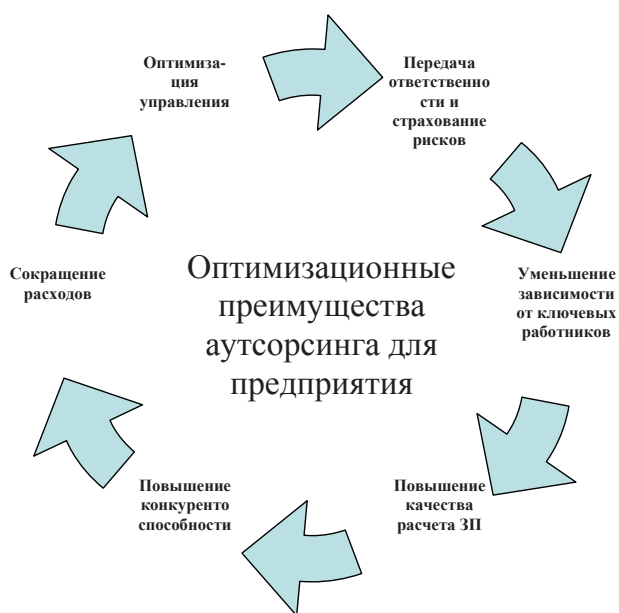 Оптимиза-
ция
управления
Передача
ответственно
сти и
страхование
рисков
Уменьшение
зависимости
от ключевых
работников
Повышение
качества
расчета ЗП
Повышение
конкуренто
способности
Сокращение
расходов
Оптимизационные
преимущества
аутсорсинга для
предприятия